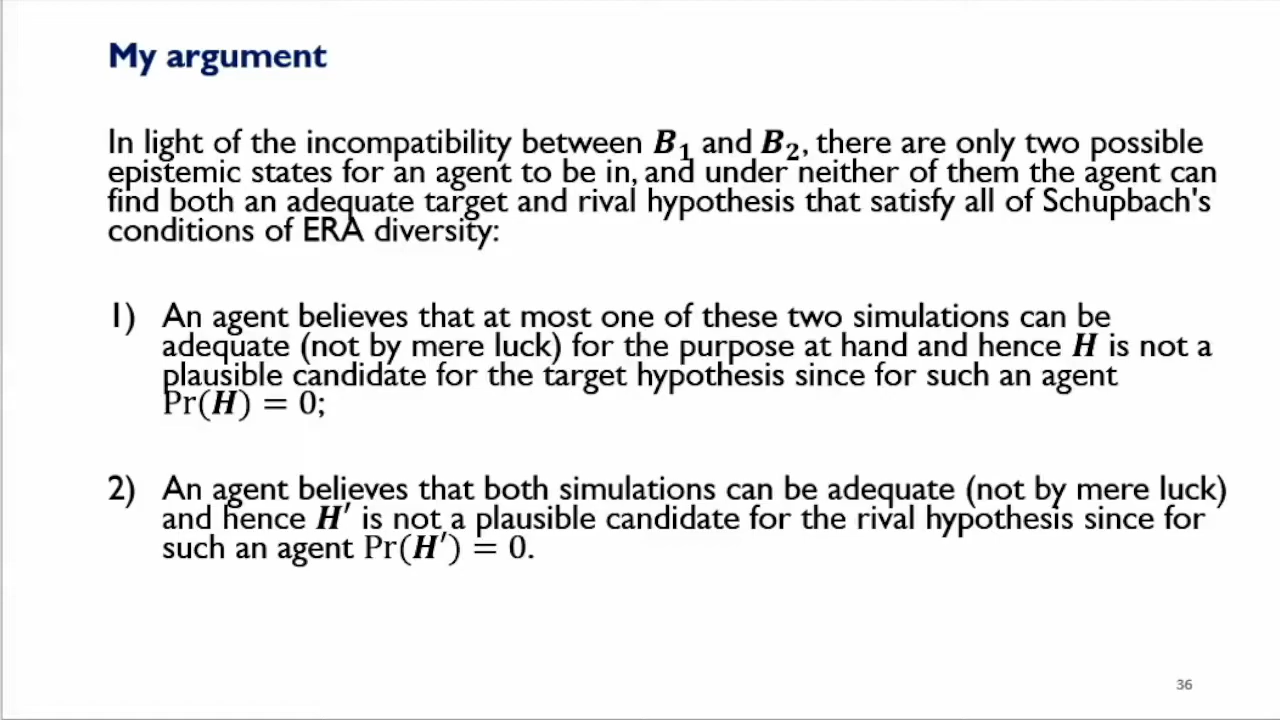 My argument
In light of the incompatibility between B₁ and B₂, there are only two possible
epistemic states for an agent to be in, and under neither of them the agent can
find both an adequate target and rival hypothesis that satisfy all of Schupbach's
conditions of ERA diversity:
1) An agent believes that at most one of these two simulations can be
adequate (not by mere luck) for the purpose at hand and hence H is not a
plausible candidate for the target hypothesis since for such an agent
Pr(H) = 0;
2) An agent believes that both simulations can be adequate (not by mere luck)
and hence H′ is not a plausible candidate for the rival hypothesis since for
such an agent Pr(H′) = 0.
36